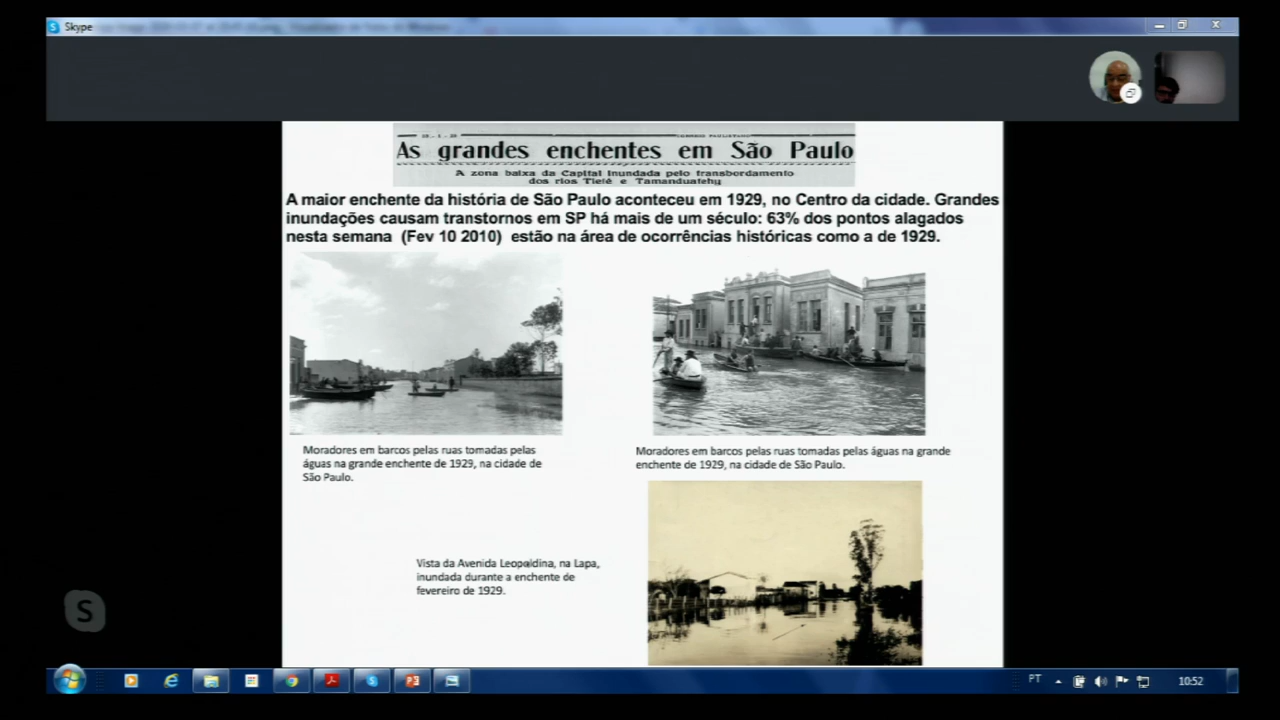 Skype
As grandes enchentes em São Paulo
A zona baixa da Capital inundada pelo transbordamento
dos rios Tietê e Tamanduatehy
A maior enchente da história de São Paulo aconteceu em 1929, no Centro da cidade. Grandes
inundações causam transtornos em SP há mais de um século: 63% dos pontos alagados
nesta semana (Fev 10 2010) estão na área de ocorrências históricas como a de 1929.
Moradores em barcos pelas ruas tomadas pelas
águas na grande enchente de 1929, na cidade de
São Paulo.
Moradores em barcos pelas ruas tomadas pelas águas na grande
enchente de 1929, na cidade de São Paulo.
Vista da Avenida Leopoldina, na Lapa,
inundada durante a enchente de
fevereiro de 1929.
S
PT
10:52